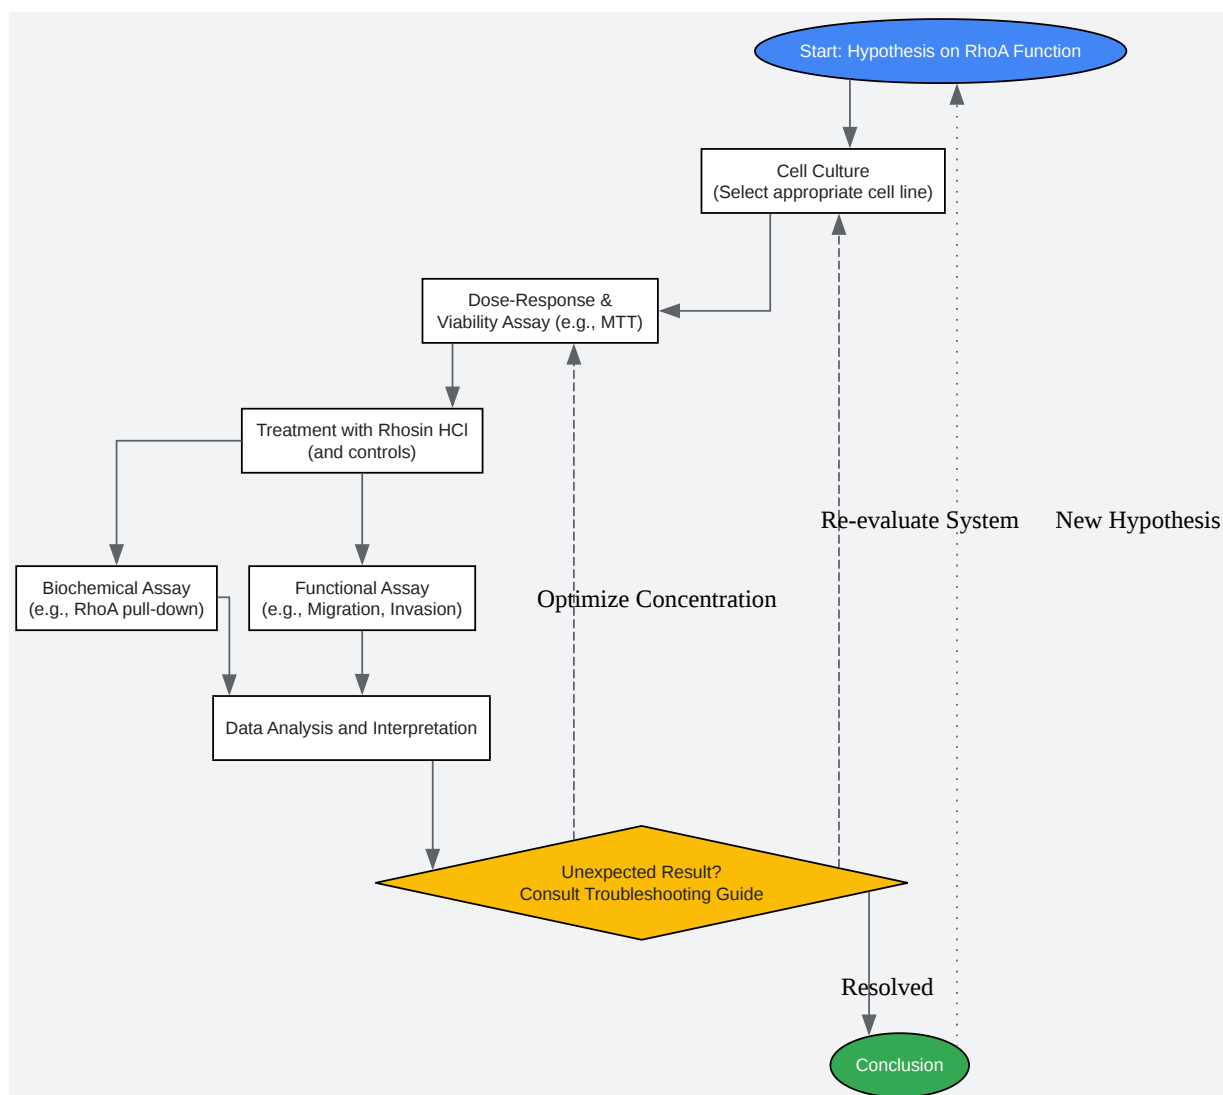 Start: Hypothesis on RhoA Function
Cell Culture
(Select appropriate cell line)
Dose-Response &
Viability Assay (e.g., MTT)
Treatment with Rhosin HCl
(and controls)
Re-evaluate System
New Hypothesis
Biochemical Assay
(e.g., RhoA pull-down)
Functional Assay
(e.g., Migration, Invasion)
Optimize Concentration
Data Analysis and Interpretation
Unexpected Result?
Consult Troubleshooting Guide
Resolved
Conclusion